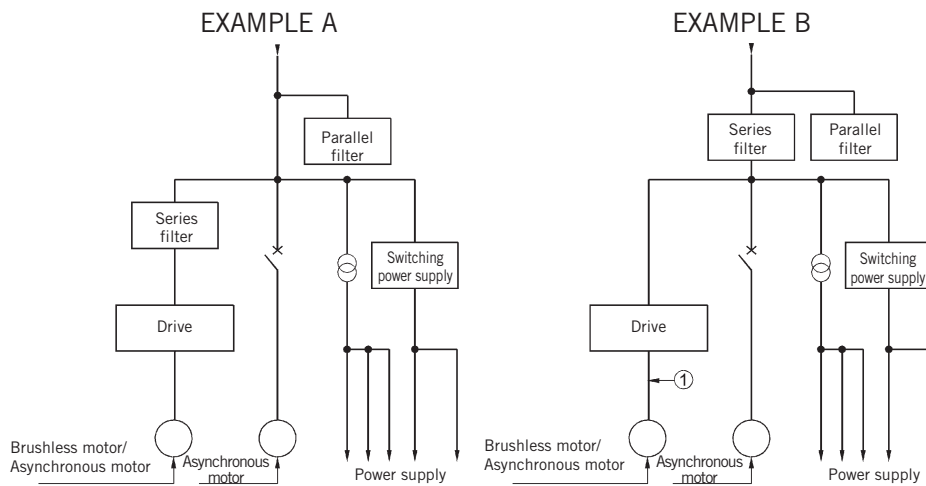 EXAMPLE A
EXAMPLE B
Parallel
filter
Series
filter
Parallel
filter
Series
filter
Switching
power supply
Switching
power supply
Drive
Drive
1
Brushless motor/
Asynchronous motor
Asynchronous
motor
Power supply
Brushless motor/
Asynchronous motor
Asynchronous
motor
Power supply